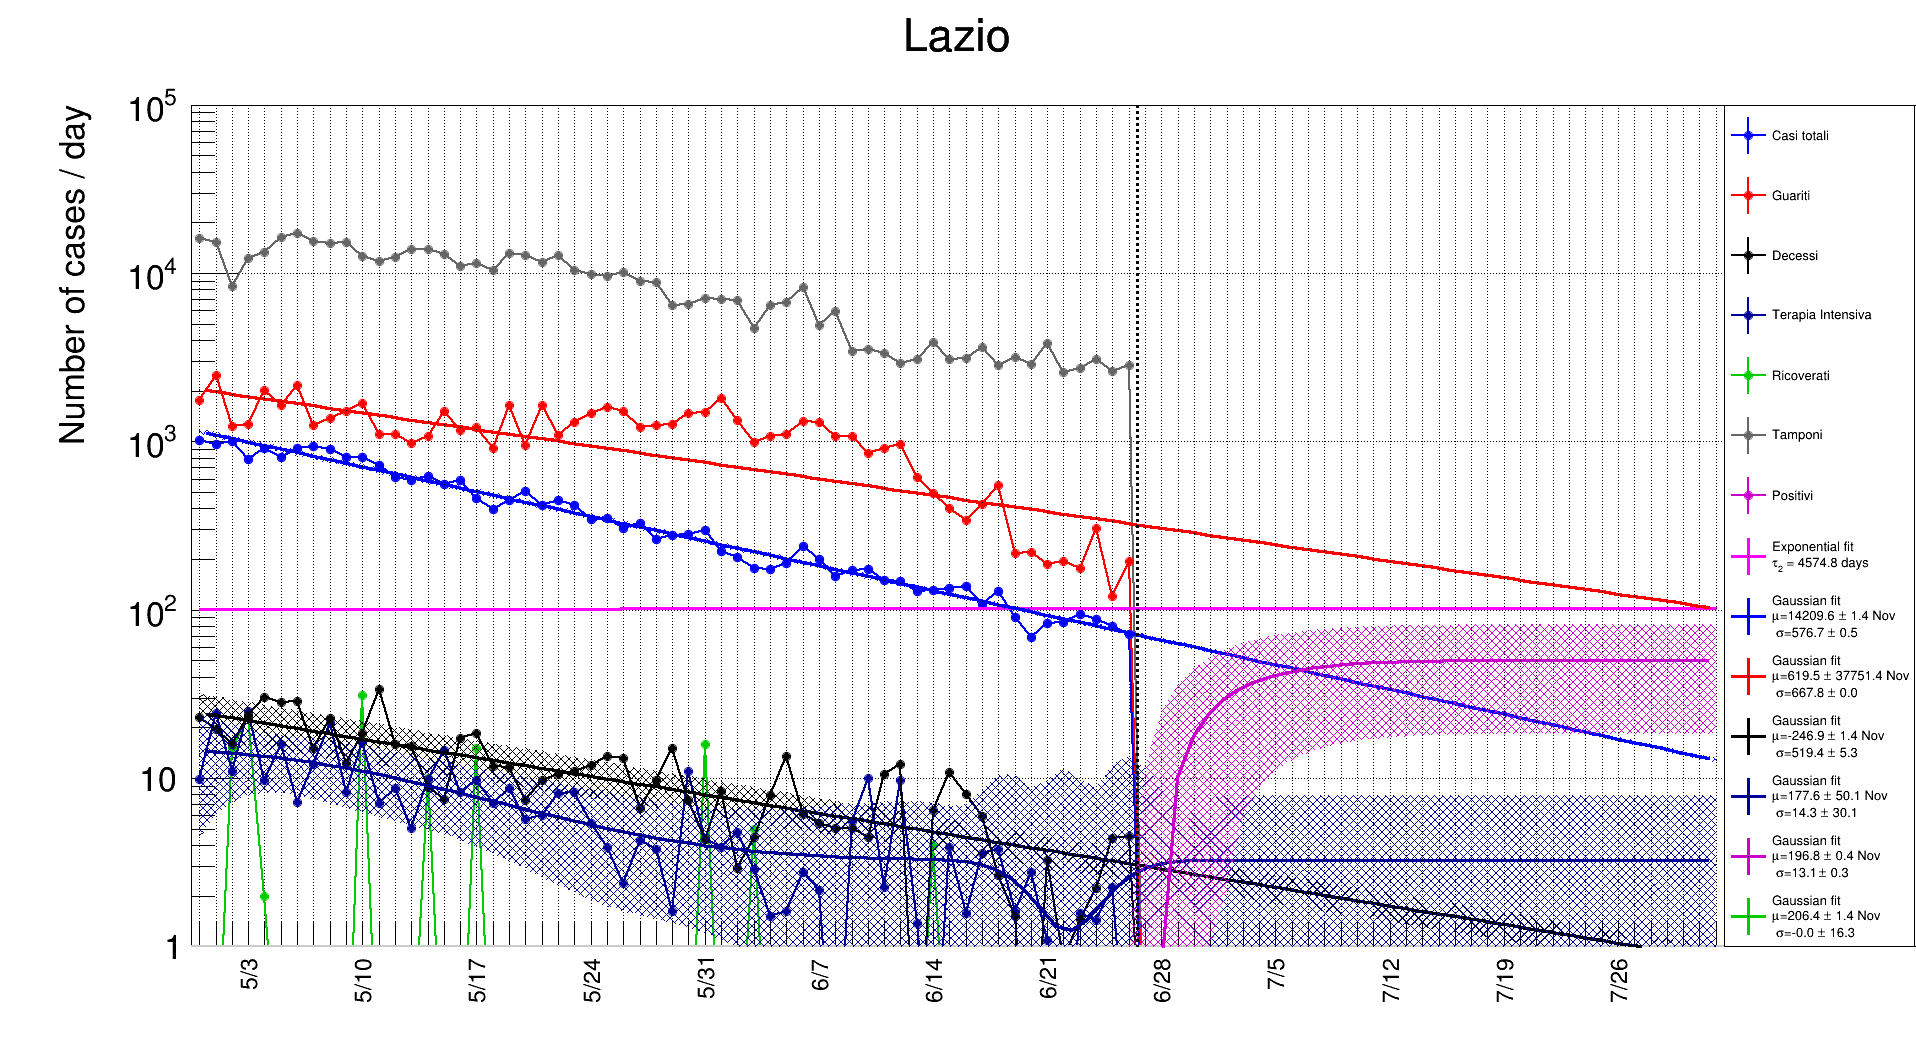 Lazio
Number of cases / day
10^5
10^4
10^3
10^2
10
1
5/3
5/10
5/17
5/24
5/31
6/7
6/14
6/21
6/28
7/5
7/12
7/19
7/26
Casi totali
Guariti
Decessi
Terapia Intensiva
Ricoverati
Tamponi
Positivi
Exponential fit
τ₂ = 4574.8 days
Gaussian fit
μ=14209.6 ± 1.4 Nov
σ=576.7 ± 0.5
Gaussian fit
μ=619.5 ± 37751.4 Nov
σ=667.8 ± 0.0
Gaussian fit
μ=-246.9 ± 1.4 Nov
σ=519.4 ± 5.3
Gaussian fit
μ=177.6 ± 50.1 Nov
σ=14.3 ± 30.1
Gaussian fit
μ=196.8 ± 0.4 Nov
σ=13.1 ± 0.3
Gaussian fit
μ=206.4 ± 1.4 Nov
σ=-0.0 ± 16.3